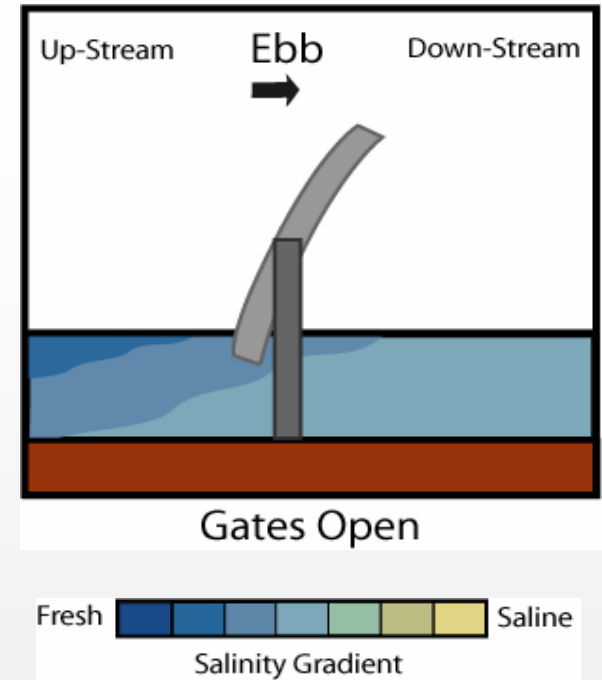 Up-Stream
Ebb
Down-Stream
Gates Open
Fresh
Saline
Salinity Gradient